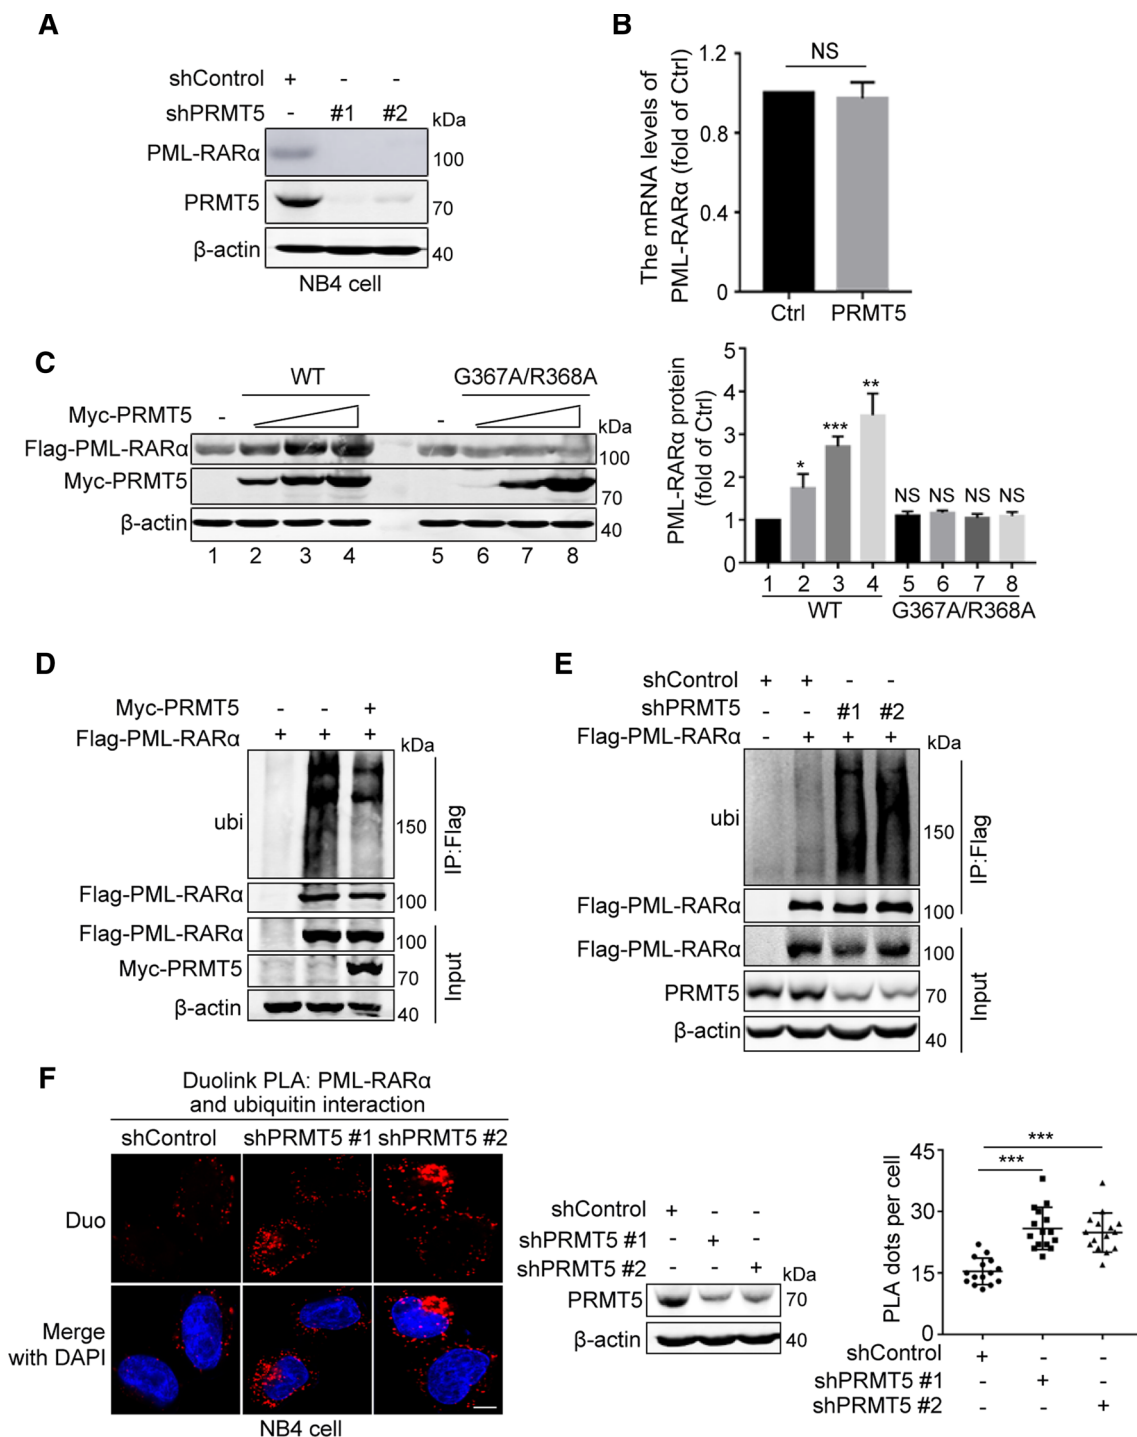 A
shControl + - -
shPRMT5 - #1 #2
kDa
PML-RARα 100
PRMT5 70
β-actin 40
NB4 cell
B
The mRNA levels of
PML-RARα (fold of Ctrl)
1.2
0.8
0.4
0
NS
Ctrl PRMT5
C
WT G367A/R368A
Myc-PRMT5 - -
kDa
Flag-PML-RARα 100
Myc-PRMT5 70
β-actin 40
1 2 3 4 5 6 7 8
PML-RARα protein
(fold of Ctrl)
5
4
3
2
1
0
* *** ** NS NS NS NS
1 2 3 4 5 6 7 8
WT G367A/R368A
D
Myc-PRMT5 - - +
Flag-PML-RARα + + +
kDa
ubi 150
Flag-PML-RARα 100
IP:Flag
Flag-PML-RARα 100
Myc-PRMT5 70
β-actin 40
Input
E
shControl + + - -
shPRMT5 - - #1 #2
Flag-PML-RARα - + + +
kDa
ubi 150
Flag-PML-RARα 100
IP:Flag
Flag-PML-RARα 100
PRMT5 70
β-actin 40
Input
F
Duolink PLA: PML-RARα
and ubiquitin interaction
shControl shPRMT5 #1 shPRMT5 #2
Duo
Merge
with DAPI
NB4 cell
shControl + - -
shPRMT5 #1 - + -
shPRMT5 #2 - - +
kDa
PRMT5 70
β-actin 40
PLA dots per cell
45
30
15
0
***
***
shControl + - -
shPRMT5 #1 - + -
shPRMT5 #2 - - +